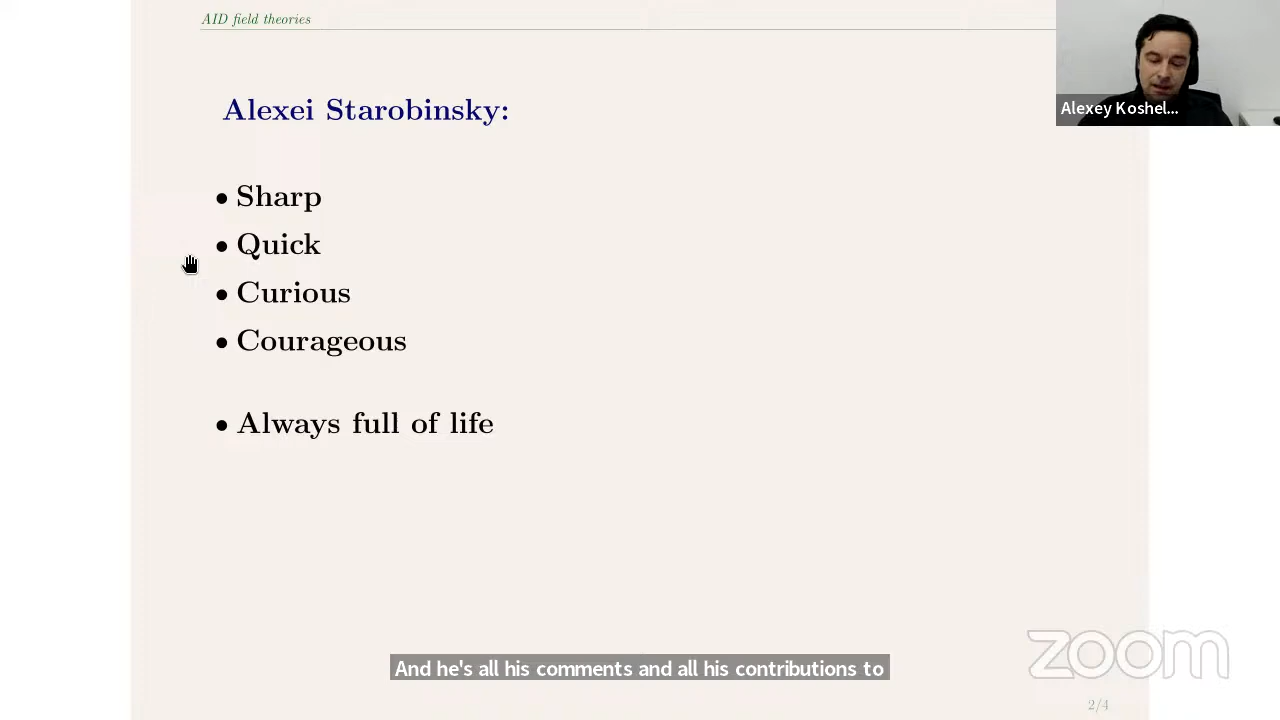 AID field theories
Alexey Koshel...
Alexei Starobinsky:
• Sharp
• Quick
• Curious
• Courageous
• Always full of life
And he's all his comments and all his contributions to
zoom
2/4